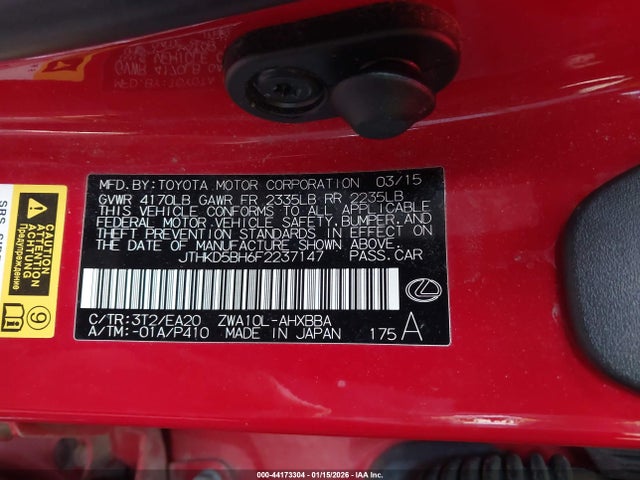 MFD. BY: TOYOTA MOTOR CORPORATION 03/15
GVWR 4170LB GAWR FR 2335LB RR 2235LB
THIS VEHICLE CONFORMS TO ALL APPLICABLE
FEDERAL MOTOR VEHICLE SAFETY, BUMPER, AND
THEFT PREVENTION STANDARDS IN EFFECT ON
THE DATE OF MANUFACTURE SHOWN ABOVE.
JTHKD5BH6F2237147 PASS. CAR
C/TR: 3T2/EA20 ZWA10L-AHXBBA
A/TM: -01A/P410 MADE IN JAPAN 175 A
ATTENTION
ACHTUNG
Предупреждение
SRS
9
000-44173304 | 01/15/2026 | IAA Inc.